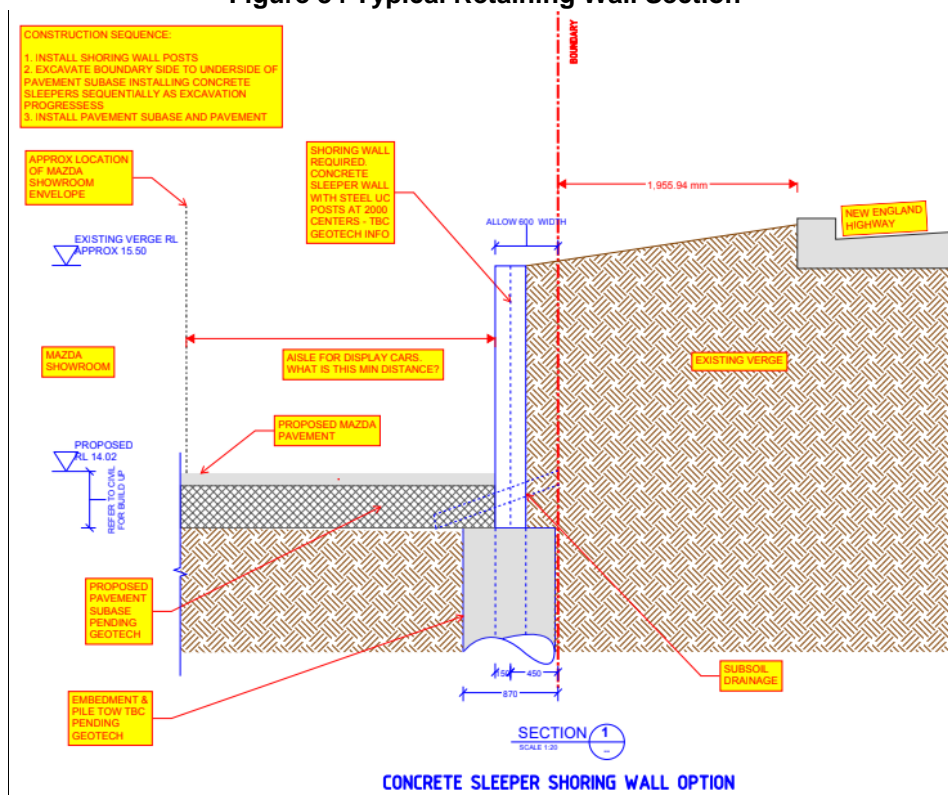 Figure 34 Typical Retaining Wall Section
CONSTRUCTION SEQUENCE:
1. INSTALL SHORING WALL POSTS
2. EXCAVATE BOUNDARY SIDE TO UNDERSIDE OF
PAVEMENT SUBASE INSTALLING CONCRETE
SLEEPERS SEQUENTIALLY AS EXCAVATION
PROGRESSESS
3. INSTALL PAVEMENT SUBASE AND PAVEMENT
BOUNDARY
APPROX LOCATION
OF MAZDA
SHOWROOM
ENVELOPE
SHORING WALL
REQUIRED.
CONCRETE
SLEEPER WALL
WITH STEEL UC
POSTS AT 2000
CENTERS - TBC
GEOTECH INFO
1,955.94 mm
NEW ENGLAND
HIGHWAY
ALLOW 600 WIDTH
EXISTING VERGE RL
APPROX 15.50
MAZDA
SHOWROOM
AISLE FOR DISPLAY CARS.
WHAT IS THIS MIN DISTANCE?
EXISTING VERGE
PROPOSED MAZDA
PAVEMENT
PROPOSED
RL 14.02
REFER TO CIVIL
FOR BUILD UP
PROPOSED
PAVEMENT
SUBASE
PENDING
GEOTECH
SUBSOIL
DRAINAGE
150
450
870
EMBEDMENT &
PILE TOW TBC
PENDING
GEOTECH
SECTION 1
SCALE 1:20
–
CONCRETE SLEEPER SHORING WALL OPTION